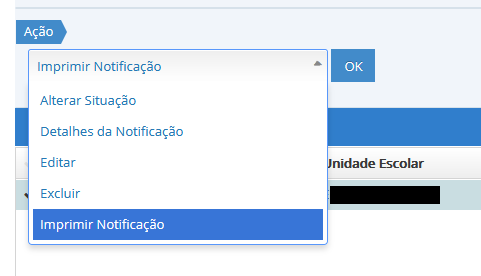 Ação
Imprimir Notificação
OK
Alterar Situação
Detalhes da Notificação
Editar
Unidade Escolar
Excluir
Imprimir Notificação